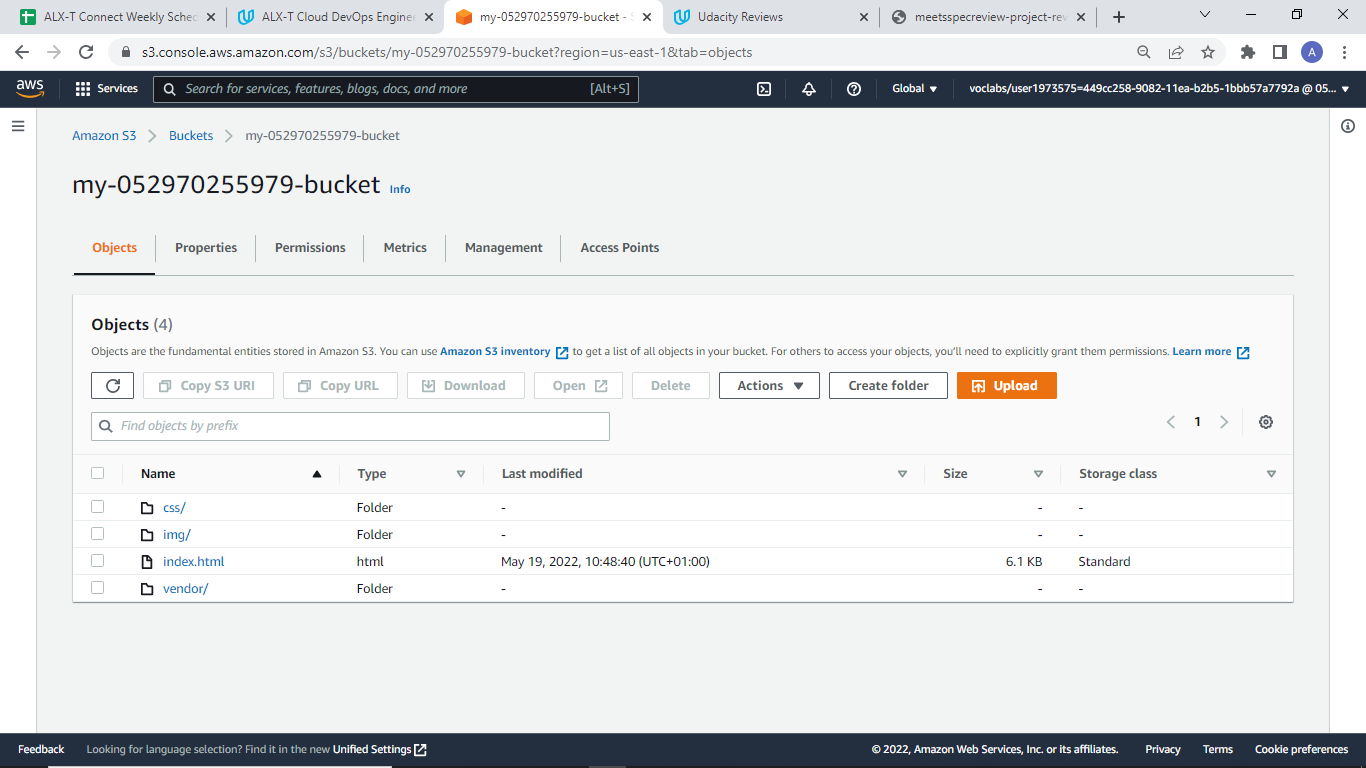 ALX-T Connect Weekly Sched
ALX-T Cloud DevOps Enginee
my-052970255979-bucket - S
Udacity Reviews
meetsspecreview-project-rev
s3.console.aws.amazon.com/s3/buckets/my-052970255979-bucket?region=us-east-1&tab=objects
A
aws
Services
Search for services, features, blogs, docs, and more
[Alt+S]
Global
voclabs/user1973575=449cc258-9082-11ea-b2b5-1bbb57a7792a @ 05...
Amazon S3
Buckets
my-052970255979-bucket
my-052970255979-bucket Info
Objects
Properties
Permissions
Metrics
Management
Access Points
Objects (4)
Objects are the fundamental entities stored in Amazon S3. You can use Amazon S3 inventory to get a list of all objects in your bucket. For others to access your objects, you'll need to explicitly grant them permissions. Learn more
Copy S3 URI
Copy URL
Download
Open
Delete
Actions
Create folder
Upload
Find objects by prefix
1
Name Type Last modified Size Storage class
css/ Folder - - -
img/ Folder - - -
index.html html May 19, 2022, 10:48:40 (UTC+01:00) 6.1 KB Standard
vendor/ Folder - - -
Feedback
Looking for language selection? Find it in the new Unified Settings
© 2022, Amazon Web Services, Inc. or its affiliates.
Privacy
Terms
Cookie preferences